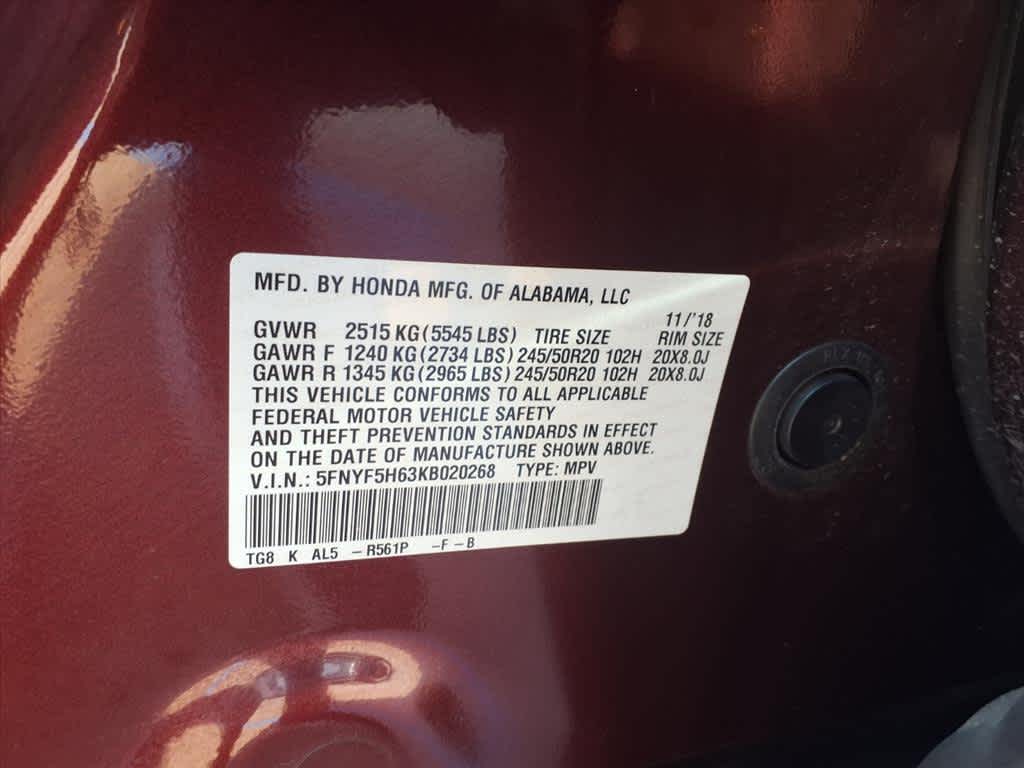 MFD. BY HONDA MFG. OF ALABAMA, LLC
11/'18
GVWR 2515 KG (5545 LBS) TIRE SIZE RIM SIZE
GAWR F 1240 KG (2734 LBS) 245/50R20 102H 20X8.0J
GAWR R 1345 KG (2965 LBS) 245/50R20 102H 20X8.0J
THIS VEHICLE CONFORMS TO ALL APPLICABLE
FEDERAL MOTOR VEHICLE SAFETY
AND THEFT PREVENTION STANDARDS IN EFFECT
ON THE DATE OF MANUFACTURE SHOWN ABOVE.
V.I.N.: 5FNYF5H63KB020268 TYPE: MPV
TG8 K AL5 - R561P - F - B